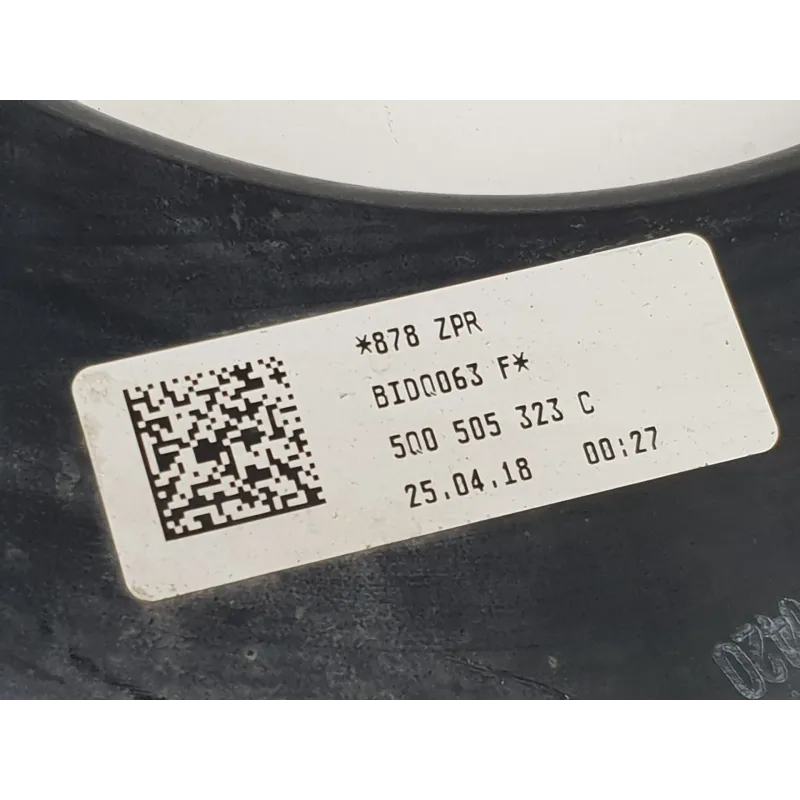 *878 ZPR
BIDQ063 F*
5Q0 505 323 C
25.04.18 00:27